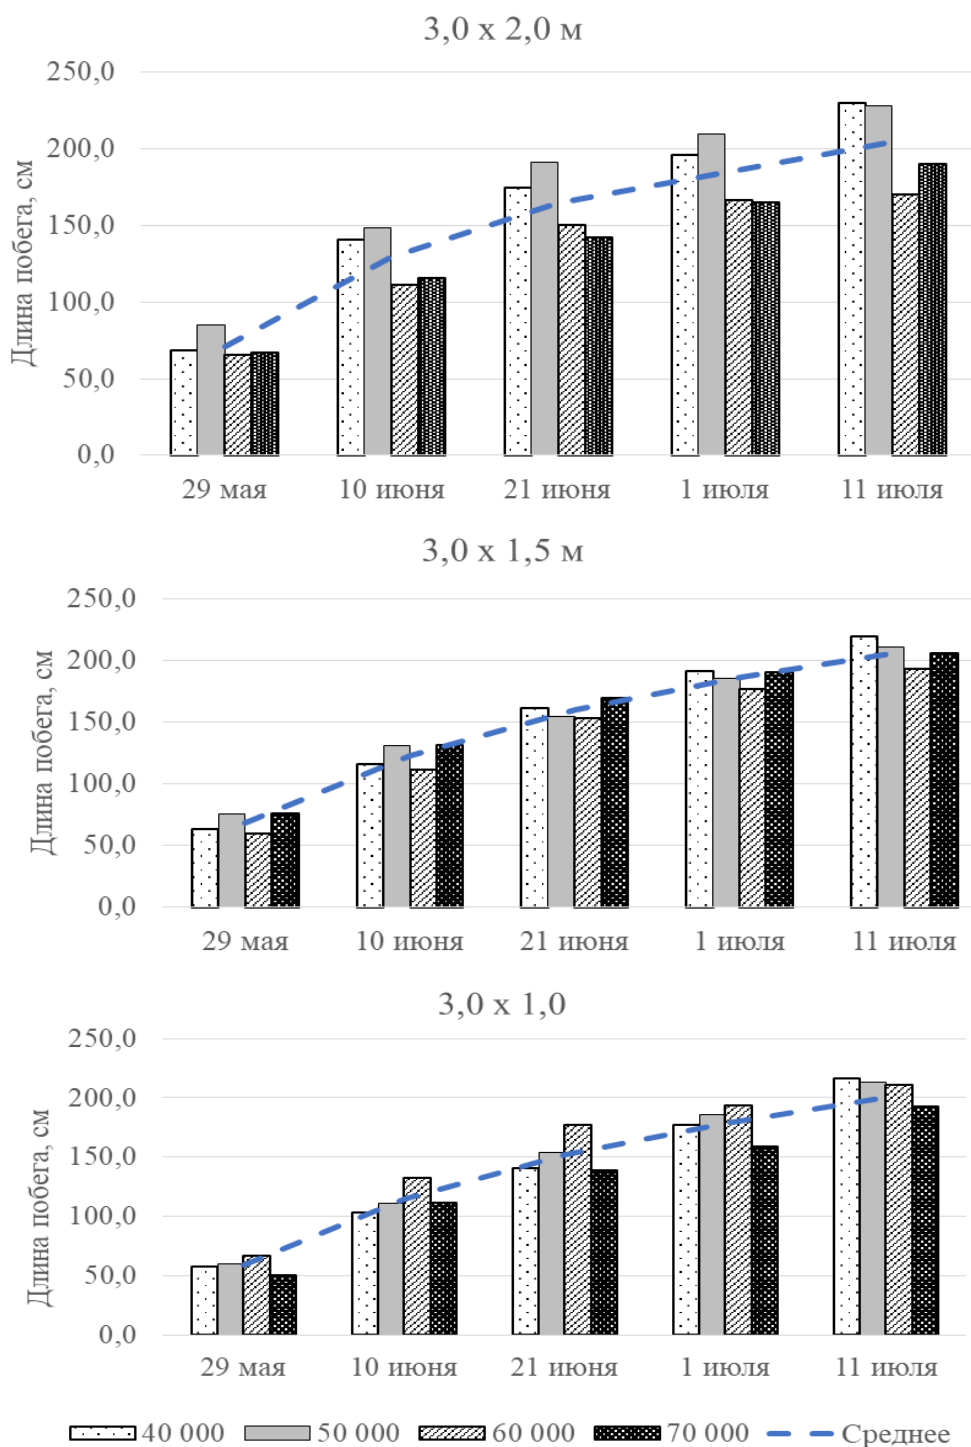 3,0 х 2,0 м
Длина побега, см
250,0
200,0
150,0
100,0
50,0
0,0
29 мая 10 июня 21 июня 1 июля 11 июля
3,0 х 1,5 м
Длина побега, см
250,0
200,0
150,0
100,0
50,0
0,0
29 мая 10 июня 21 июня 1 июля 11 июля
3,0 х 1,0
Длина побега, см
250,0
200,0
150,0
100,0
50,0
0,0
29 мая 10 июня 21 июня 1 июля 11 июля
40 000 50 000 60 000 70 000 Среднее